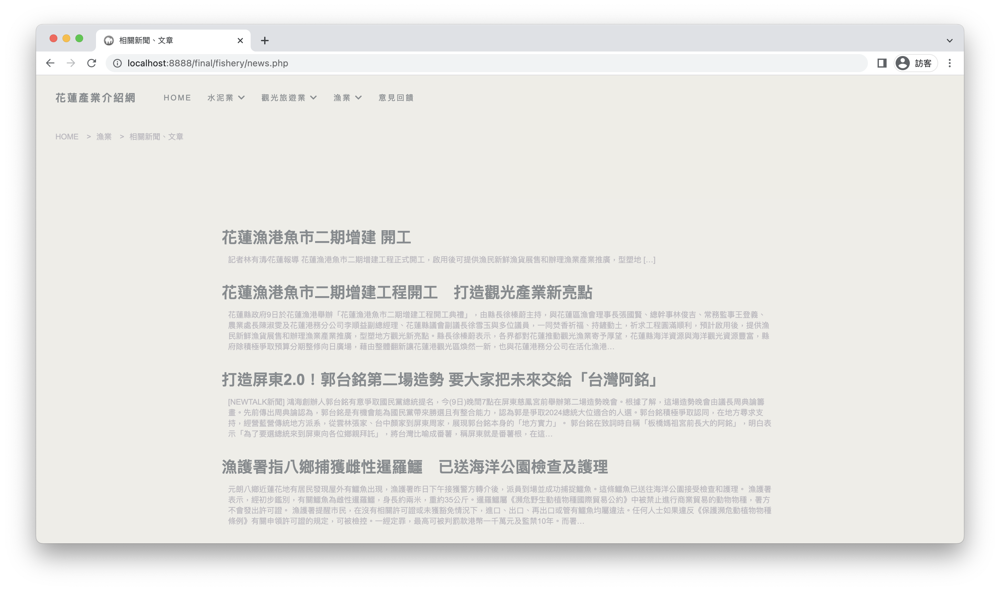 相關新聞、文章
localhost:8888/final/fishery/news.php
訪客
花蓮產業介紹網
HOME
水泥業
觀光旅遊業
漁業
意見回饋
HOME > 漁業 > 相關新聞、文章
花蓮漁港魚市二期增建 開工
記者林有清∕花蓮報導 花蓮漁港魚市二期增建工程正式開工，啟用後可提供漁民新鮮漁貨展售和辦理漁業產業推廣，型塑地 […]
花蓮漁港魚市二期增建工程開工　打造觀光產業新亮點
花蓮縣政府9日於花蓮漁港舉辦「花蓮漁港魚市二期增建工程開工典禮」，由縣長徐榛蔚主持，與花蓮區漁會理事長張國賢、總幹事林俊吉、常務監事王登義、
農業處長陳淑雯及花蓮港務分公司李順益副總經理、花蓮縣議會副議長徐雪玉與多位議員，一同焚香祈福、持鏟動土，祈求工程圓滿順利，預計啟用後，提供漁
民新鮮漁貨展售和辦理漁業產業推廣，型塑地方觀光新亮點。縣長徐榛蔚表示，各界都對花蓮推動觀光漁業寄予厚望，花蓮縣海洋資源與海洋觀光資源豐富，縣
府除積極爭取預算分期整修向日廣場，藉由整體翻新讓花蓮港觀光區煥然一新，也與花蓮港務分公司在活化漁港…
打造屏東2.0！郭台銘第二場造勢 要大家把未來交給「台灣阿銘」
[NEWTALK新聞] 鴻海創辦人郭台銘有意爭取國民黨總統提名，今(9日)晚間7點在屏東慈鳳宮前舉辦第二場造勢晚會。根據了解，這場造勢晚會由議長周典論籌
畫。先前傳出周典論認為，郭台銘是有機會能為國民黨帶來勝選且有整合能力，認為郭是爭取2024總統大位適合的人選。郭台銘積極爭取認同，在地方尋求支
持，經營藍營傳統地方派系，從雲林張家、台中顏家到屏東周家，展現郭台銘本身的「地方實力」。 郭台銘在致詞時自稱「板橋媽祖宮前長大的阿銘」，明白表
示「為了要選總統來到屏東向各位鄉親拜託」，將台灣比喻成番薯，稱屏東就是番薯根，在這…
漁護署指八鄉捕獲雌性暹羅鱷　已送海洋公園檢查及護理
元朗八鄉近蓮花地有居民發現屋外有鱷魚出現，漁護署昨日下午接獲警方轉介後，派員到場並成功捕捉鱷魚。這條鱷魚已送往海洋公園接受檢查和護理。 漁護署
表示，經初步鑑別，有關鱷魚為雌性暹羅鱷，身長約兩米，重約35公斤。暹羅鱷屬《瀕危野生動植物種國際貿易公約》中被禁止進行商業貿易的動物物種，署方
不會發出許可證。 漁護署提醒市民，在沒有相關許可證或未獲豁免情況下，進口、出口、再出口或管有鱷魚均屬違法。任何人士如果違反《保護瀕危動植物物種
條例》有關申領許可證的規定，可被檢控。一經定罪，最高可被判罰款港幣一千萬元及監禁10年。而署…